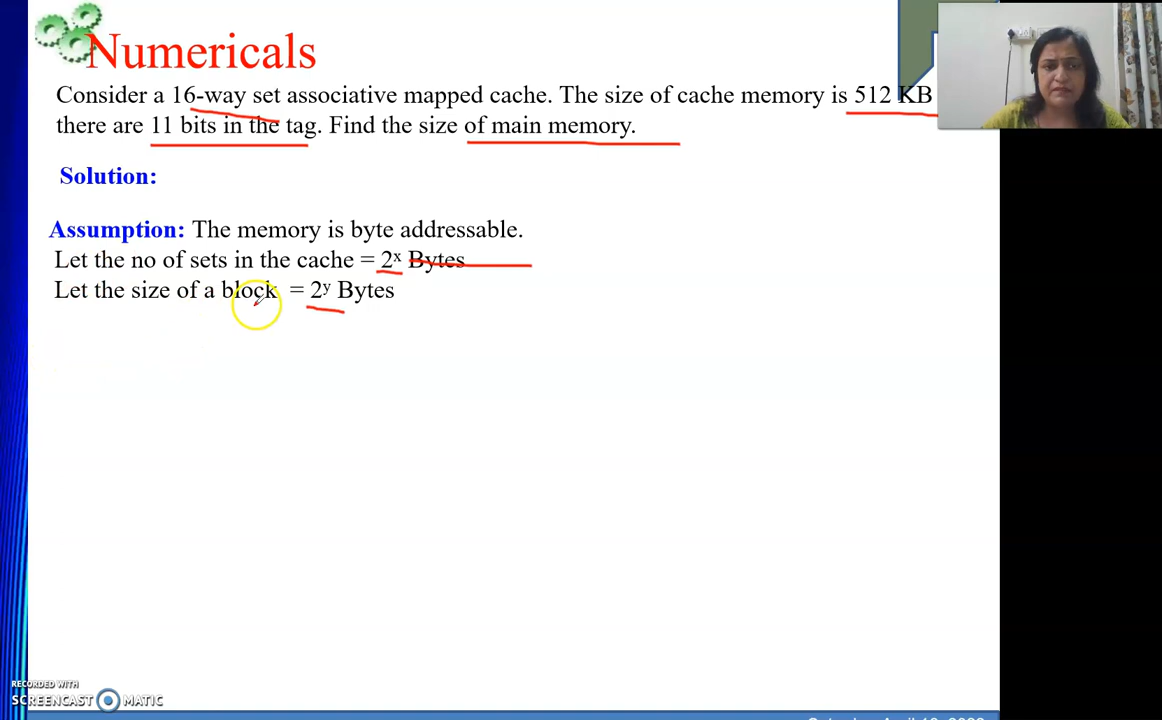 Numericals
Consider a 16-way set associative mapped cache. The size of cache memory is 512 KB
there are 11 bits in the tag. Find the size of main memory.
Solution:
Assumption: The memory is byte addressable.
Let the no of sets in the cache = 2ˣ Bytes
Let the size of a block = 2ʸ Bytes
RECORDED WITH
SCREENCAST MATIC